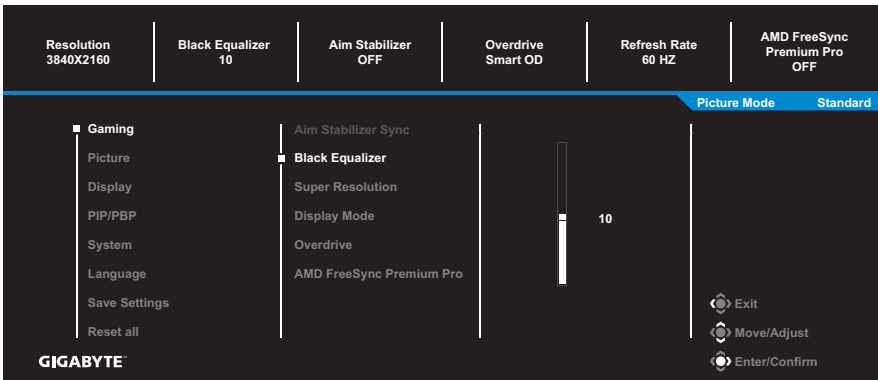 Resolution
3840X2160
Black Equalizer
10
Aim Stabilizer
OFF
Overdrive
Smart OD
Refresh Rate
60 HZ
AMD FreeSync
Premium Pro
OFF
Picture Mode Standard
Gaming
Picture
Display
PIP/PBP
System
Language
Save Settings
Reset all
Aim Stabilizer Sync
Black Equalizer
Super Resolution
Display Mode
Overdrive
AMD FreeSync Premium Pro
10
Exit
Move/Adjust
Enter/Confirm
GIGABYTE™